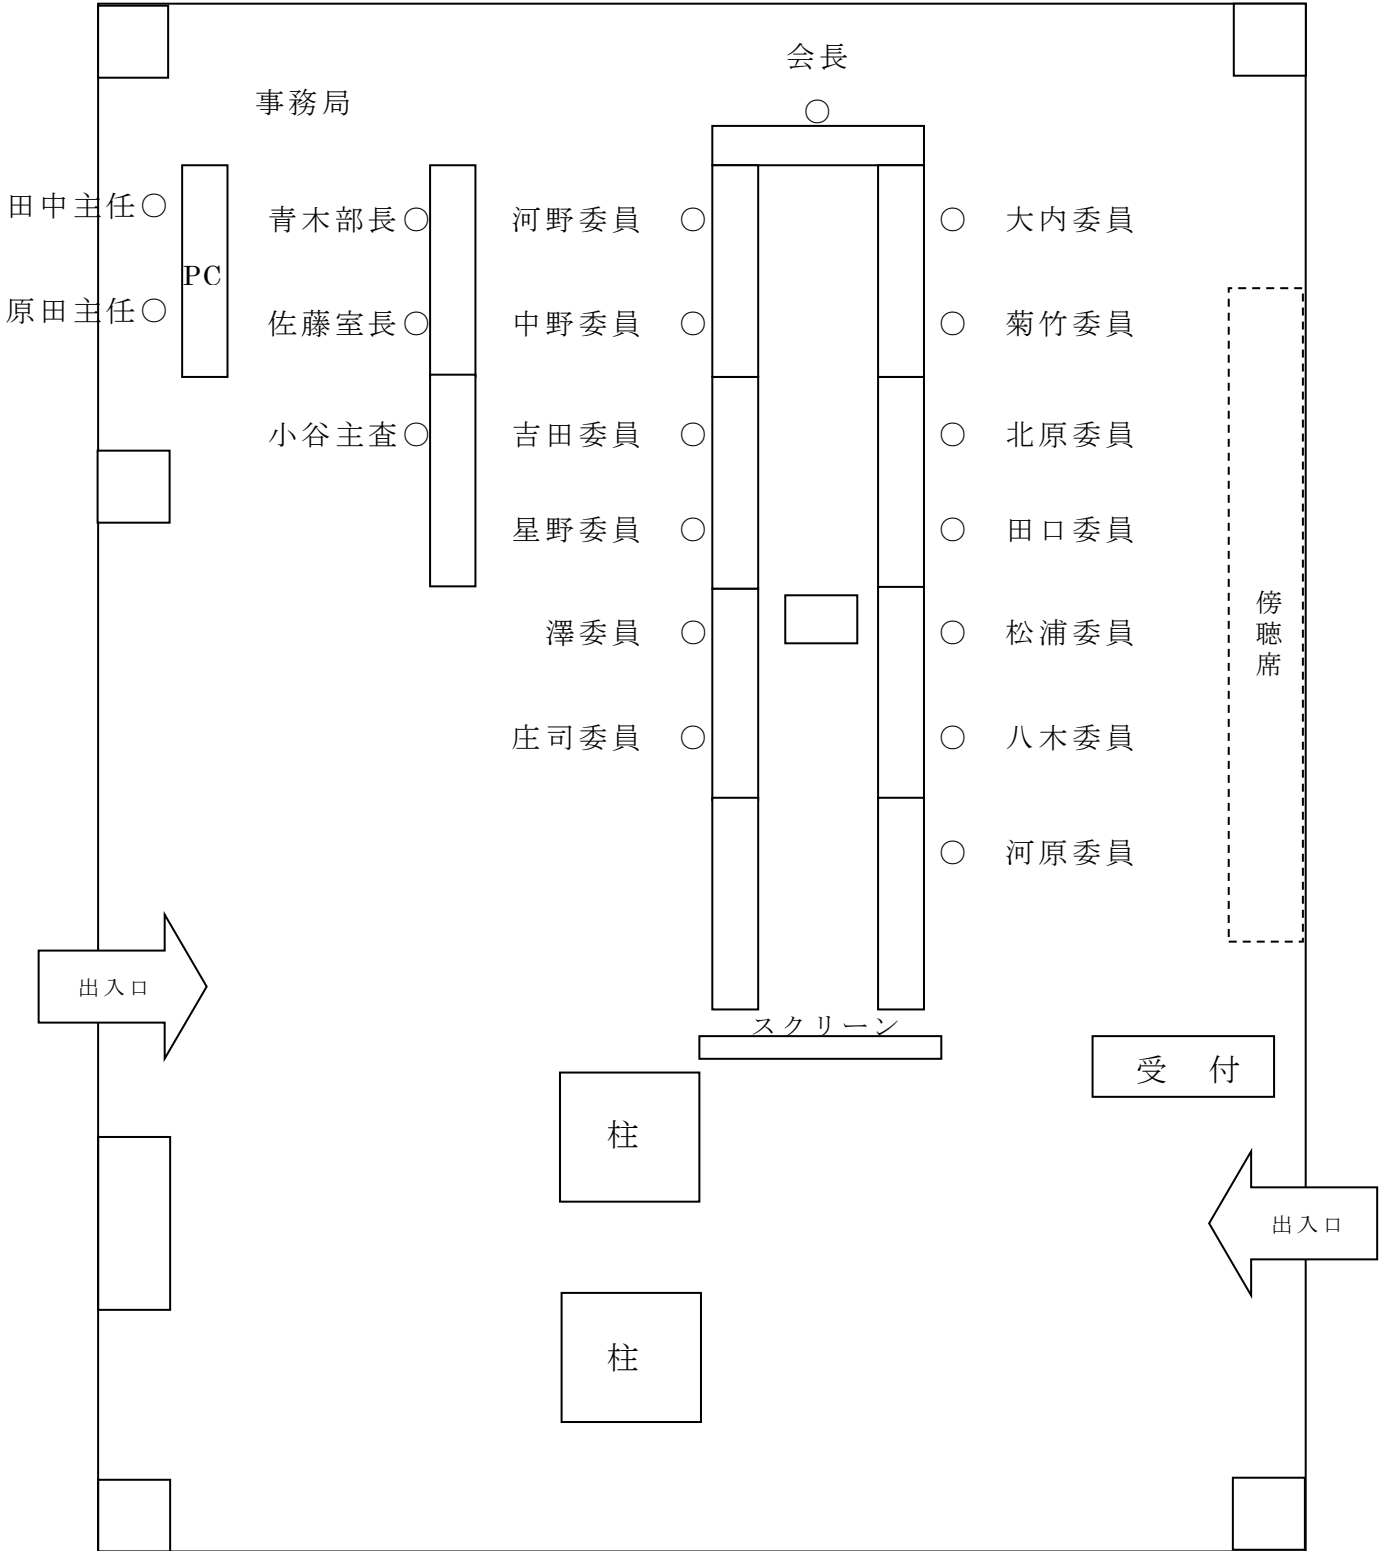 会長
○
事務局
田中主任○
PC
原田主任○
青木部長○
佐藤室長○
小谷主査○
河野委員 ○
中野委員 ○
吉田委員 ○
星野委員 ○
澤委員 ○
庄司委員 ○
○ 大内委員
○ 菊竹委員
○ 北原委員
○ 田口委員
○ 松浦委員
○ 八木委員
○ 河原委員
傍聴席
出入口
スクリーン
受 付
柱
出入口
柱